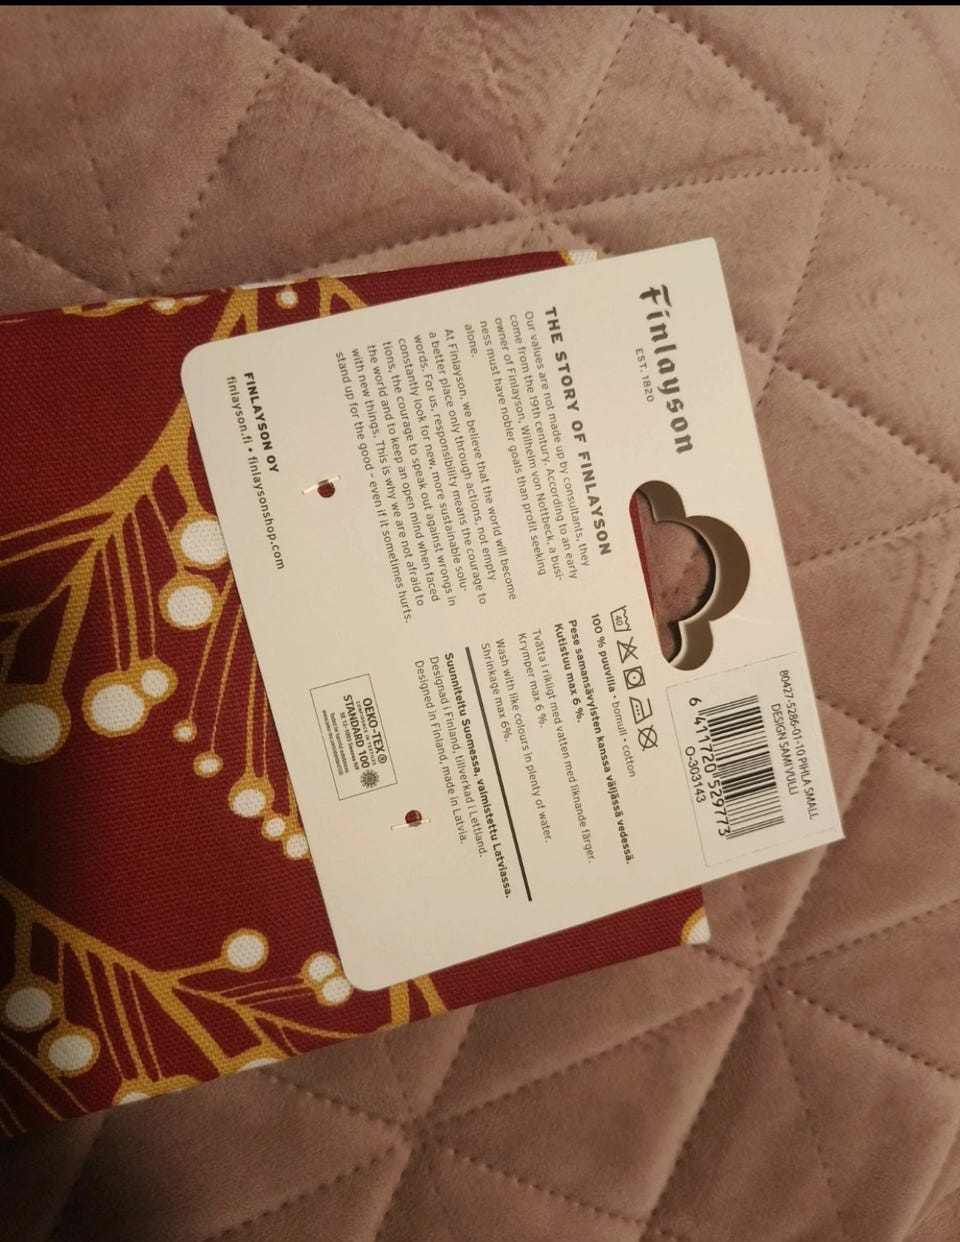 Finlayson
EST. 1820
THE STORY OF FINLAYSON
Our values are not made up by consultants, they
come from the 19th century. According to an early
owner of Finlayson, Wilhelm von Nottbeck, a busi-
ness must have nobler goals than profit seeking
alone.
At Finlayson, we believe that the world will become
a better place only through actions, not empty
words. For us, responsibility means the courage to
constantly look for new, more sustainable solu-
tions, the courage to speak out against wrongs in
the world and to keep an open mind when faced
with new things. This is why we are not afraid to
stand up for the good – even if it sometimes hurts.
FINLAYSON OY
finlayson.fi • finlaysonshop.com
80427-5286-01-10 PIHLA SMALL
DESIGN SAMI VULLI
6 411720 529773
O-303143
40
100 % puuvilla • bomull • cotton
Pese samansävyisten kanssa väljässä vedessä.
Kutistuu max 6 %.
Tvätta i rikligt med vatten med liknande färger.
Krymper max 6 %.
Wash with like colours in plenty of water.
Shrinkage max 6%.
Suunniteltu Suomessa, valmistettu Latviassa.
Designad i Finland, tillverkad i Lettland.
Designed in Finland, made in Latvia.
OEKO-TEX®
CONFIDENCE IN TEXTILES
STANDARD 100